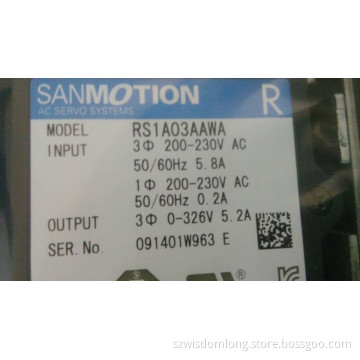 SANMOTION
AC SERVO SYSTEMS
R
MODEL RS1A03AAWA
INPUT 3Φ 200-230V AC
50/60Hz 5.8A
1Φ 200-230V AC
50/60Hz 0.2A
OUTPUT 3Φ 0-326V 5.2A
SER. No. 091401W963 E
szwisdomlong.store.bossgoo.com